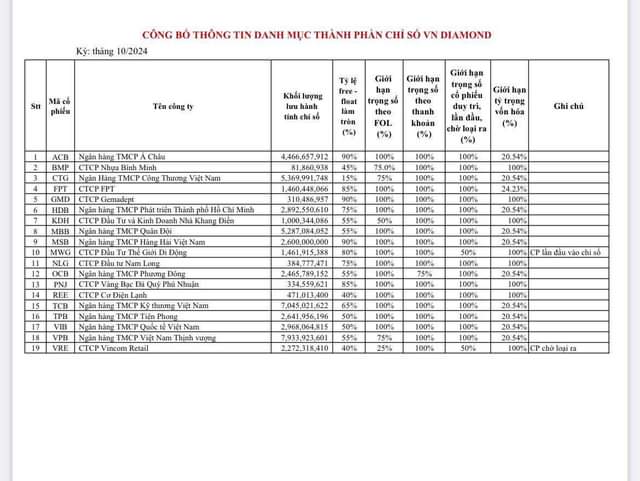 CÔNG BỐ THÔNG TIN DANH MỤC THÀNH PHẦN CHỈ SỐ VN DIAMOND
Kỳ: tháng 10/2024
Stt Mã cổ phiếu Tên công ty Khối lượng lưu hành tính chỉ số Tỷ lệ free - float làm tròn (%) Giới hạn trọng số theo FOL (%) Giới hạn trọng số theo thanh khoản (%) Giới hạn trọng số cổ phiếu duy trì, lần đầu, chờ loại ra (%) Giới hạn tỷ trọng vốn hóa (%) Ghi chú
1 ACB Ngân hàng TMCP Á Châu 4,466,657,912 90% 100% 100% 100% 20.54%
2 BMP CTCP Nhựa Bình Minh 81,860,938 45% 75.0% 100% 100% 100%
3 CTG Ngân Hàng TMCP Công Thương Việt Nam 5,369,991,748 15% 75% 100% 100% 20.54%
4 FPT CTCP FPT 1,460,448,066 85% 100% 100% 100% 24.23%
5 GMD CTCP Gemadept 310,486,957 90% 100% 100% 100% 100%
6 HDB Ngân hàng TMCP Phát triển Thành phố Hồ Chí Minh 2,892,550,610 75% 100% 100% 100% 20.54%
7 KDH CTCP Đầu Tư và Kinh Doanh Nhà Khang Điền 1,000,344,086 55% 50% 100% 100% 100%
8 MBB Ngân hàng TMCP Quân Đội 5,287,084,052 55% 100% 100% 100% 20.54%
9 MSB Ngân hàng TMCP Hàng Hải Việt Nam 2,600,000,000 90% 100% 100% 100% 20.54%
10 MWG CTCP Đầu Tư Thế Giới Di Động 1,461,915,388 80% 100% 100% 50% 100% CP lần đầu vào chỉ số
11 NLG CTCP Đầu tư Nam Long 384,777,471 75% 100% 100% 100% 100%
12 OCB Ngân hàng TMCP Phương Đông 2,465,789,152 55% 100% 75% 100% 20.54%
13 PNJ CTCP Vàng Bạc Đá Quý Phú Nhuận 334,559,621 85% 100% 100% 100% 100%
14 REE CTCP Cơ Điện Lạnh 471,013,400 40% 100% 100% 100% 100%
15 TCB Ngân hàng TMCP Kỹ thương Việt Nam 7,045,021,622 65% 100% 100% 100% 20.54%
16 TPB Ngân hàng TMCP Tiên Phong 2,641,956,196 50% 100% 100% 100% 20.54%
17 VIB Ngân hàng TMCP Quốc tế Việt Nam 2,968,064,815 50% 100% 100% 100% 20.54%
18 VPB Ngân hàng TMCP Việt Nam Thịnh vượng 7,933,923,601 55% 75% 100% 100% 20.54%
19 VRE CTCP Vincom Retail 2,272,318,410 40% 25% 100% 50% 100% CP chờ loại ra